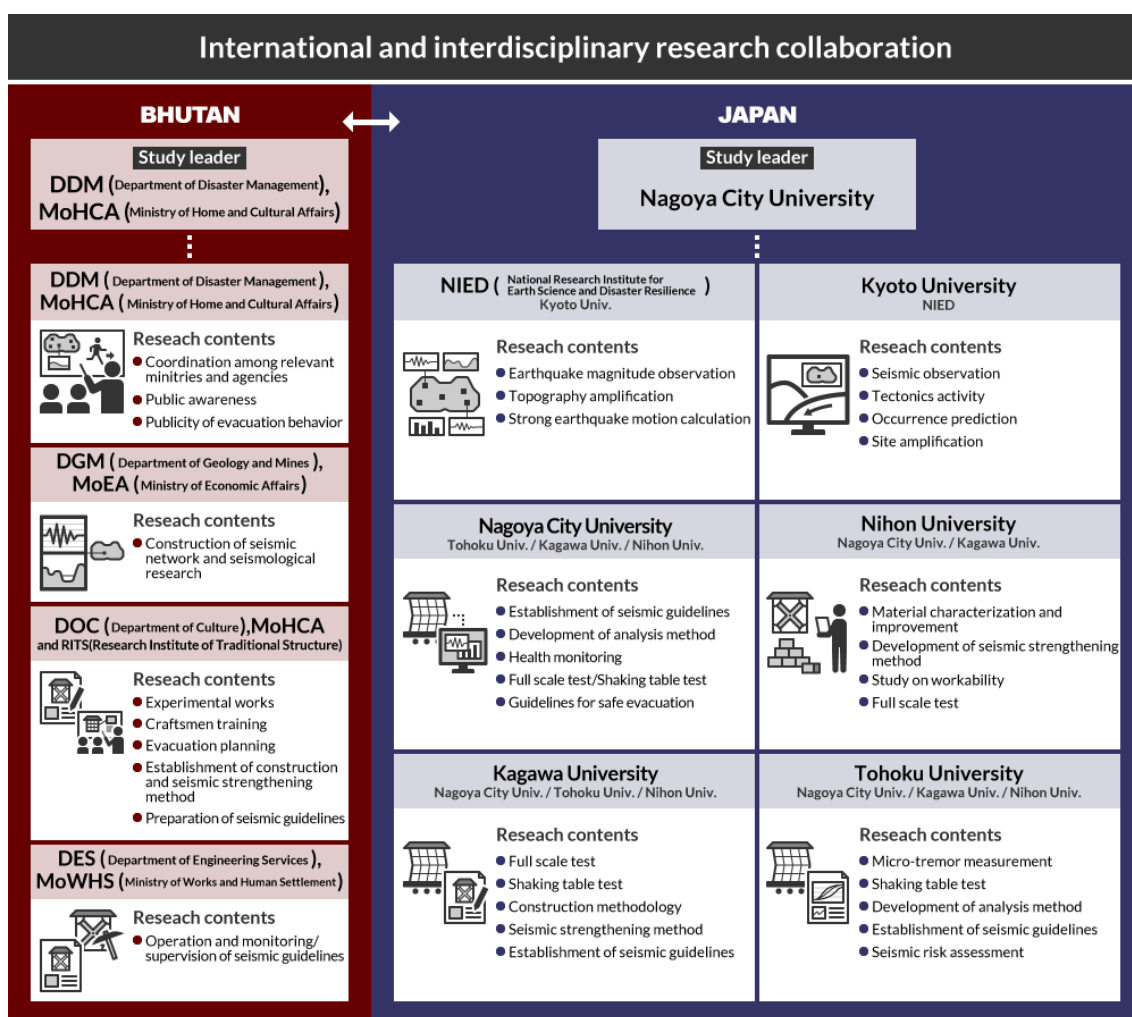 International and interdisciplinary research collaboration
BHUTAN
Study leader
DDM (Department of Disaster Management),
MoHCA (Ministry of Home and Cultural Affairs)
DDM (Department of Disaster Management),
MoHCA (Ministry of Home and Cultural Affairs)
Reseach contents
Coordination among relevant
mintries and agencies
Public awareness
Publicity of evacuation behavior
DGM (Department of Geology and Mines),
MoEA (Ministry of Economic Affairs)
Reseach contents
Construction of seismic
network and seismological
research
DOC (Department of Culture),MoHCA
and RITS(Research Institute of Traditional Structure)
Reseach contents
Experimental works
Craftsmen training
Evacuation planning
Establishment of construction
and seismic strengthening
method
Preparation of seismic guidelines
DES (Department of Engineering Services),
MoWHS (Ministry of Works and Human Settlement)
Reseach contents
Operation and monitoring/
supervision of seismic guidelines
JAPAN
Study leader
Nagoya City University
NIED ( National Research Institute for
Earth Science and Disaster Resilience )
Kyoto Univ.
Reseach contents
Earthquake magnitude observation
Topography amplification
Strong earthquake motion calculation
Kyoto University
NIED
Reseach contents
Seismic observation
Tectonics activity
Occurrence prediction
Site amplification
Nagoya City University
Tohoku Univ. / Kagawa Univ. / Nihon Univ.
Reseach contents
Establishment of seismic guidelines
Development of analysis method
Health monitoring
Full scale test/Shaking table test
Guidelines for safe evacuation
Nihon University
Nagoya City Univ. / Kagawa Univ.
Reseach contents
Material characterization and
improvement
Development of seismic strengthening
method
Study on workability
Full scale test
Kagawa University
Nagoya City Univ. / Tohoku Univ. / Nihon Univ.
Reseach contents
Full scale test
Shaking table test
Construction methodology
Seismic strengthening method
Establishment of seismic guidelines
Tohoku University
Nagoya City Univ. / Kagawa Univ. / Nihon Univ.
Reseach contents
Micro-tremor measurement
Shaking table test
Development of analysis method
Establishment of seismic guidelines
Seismic risk assessment